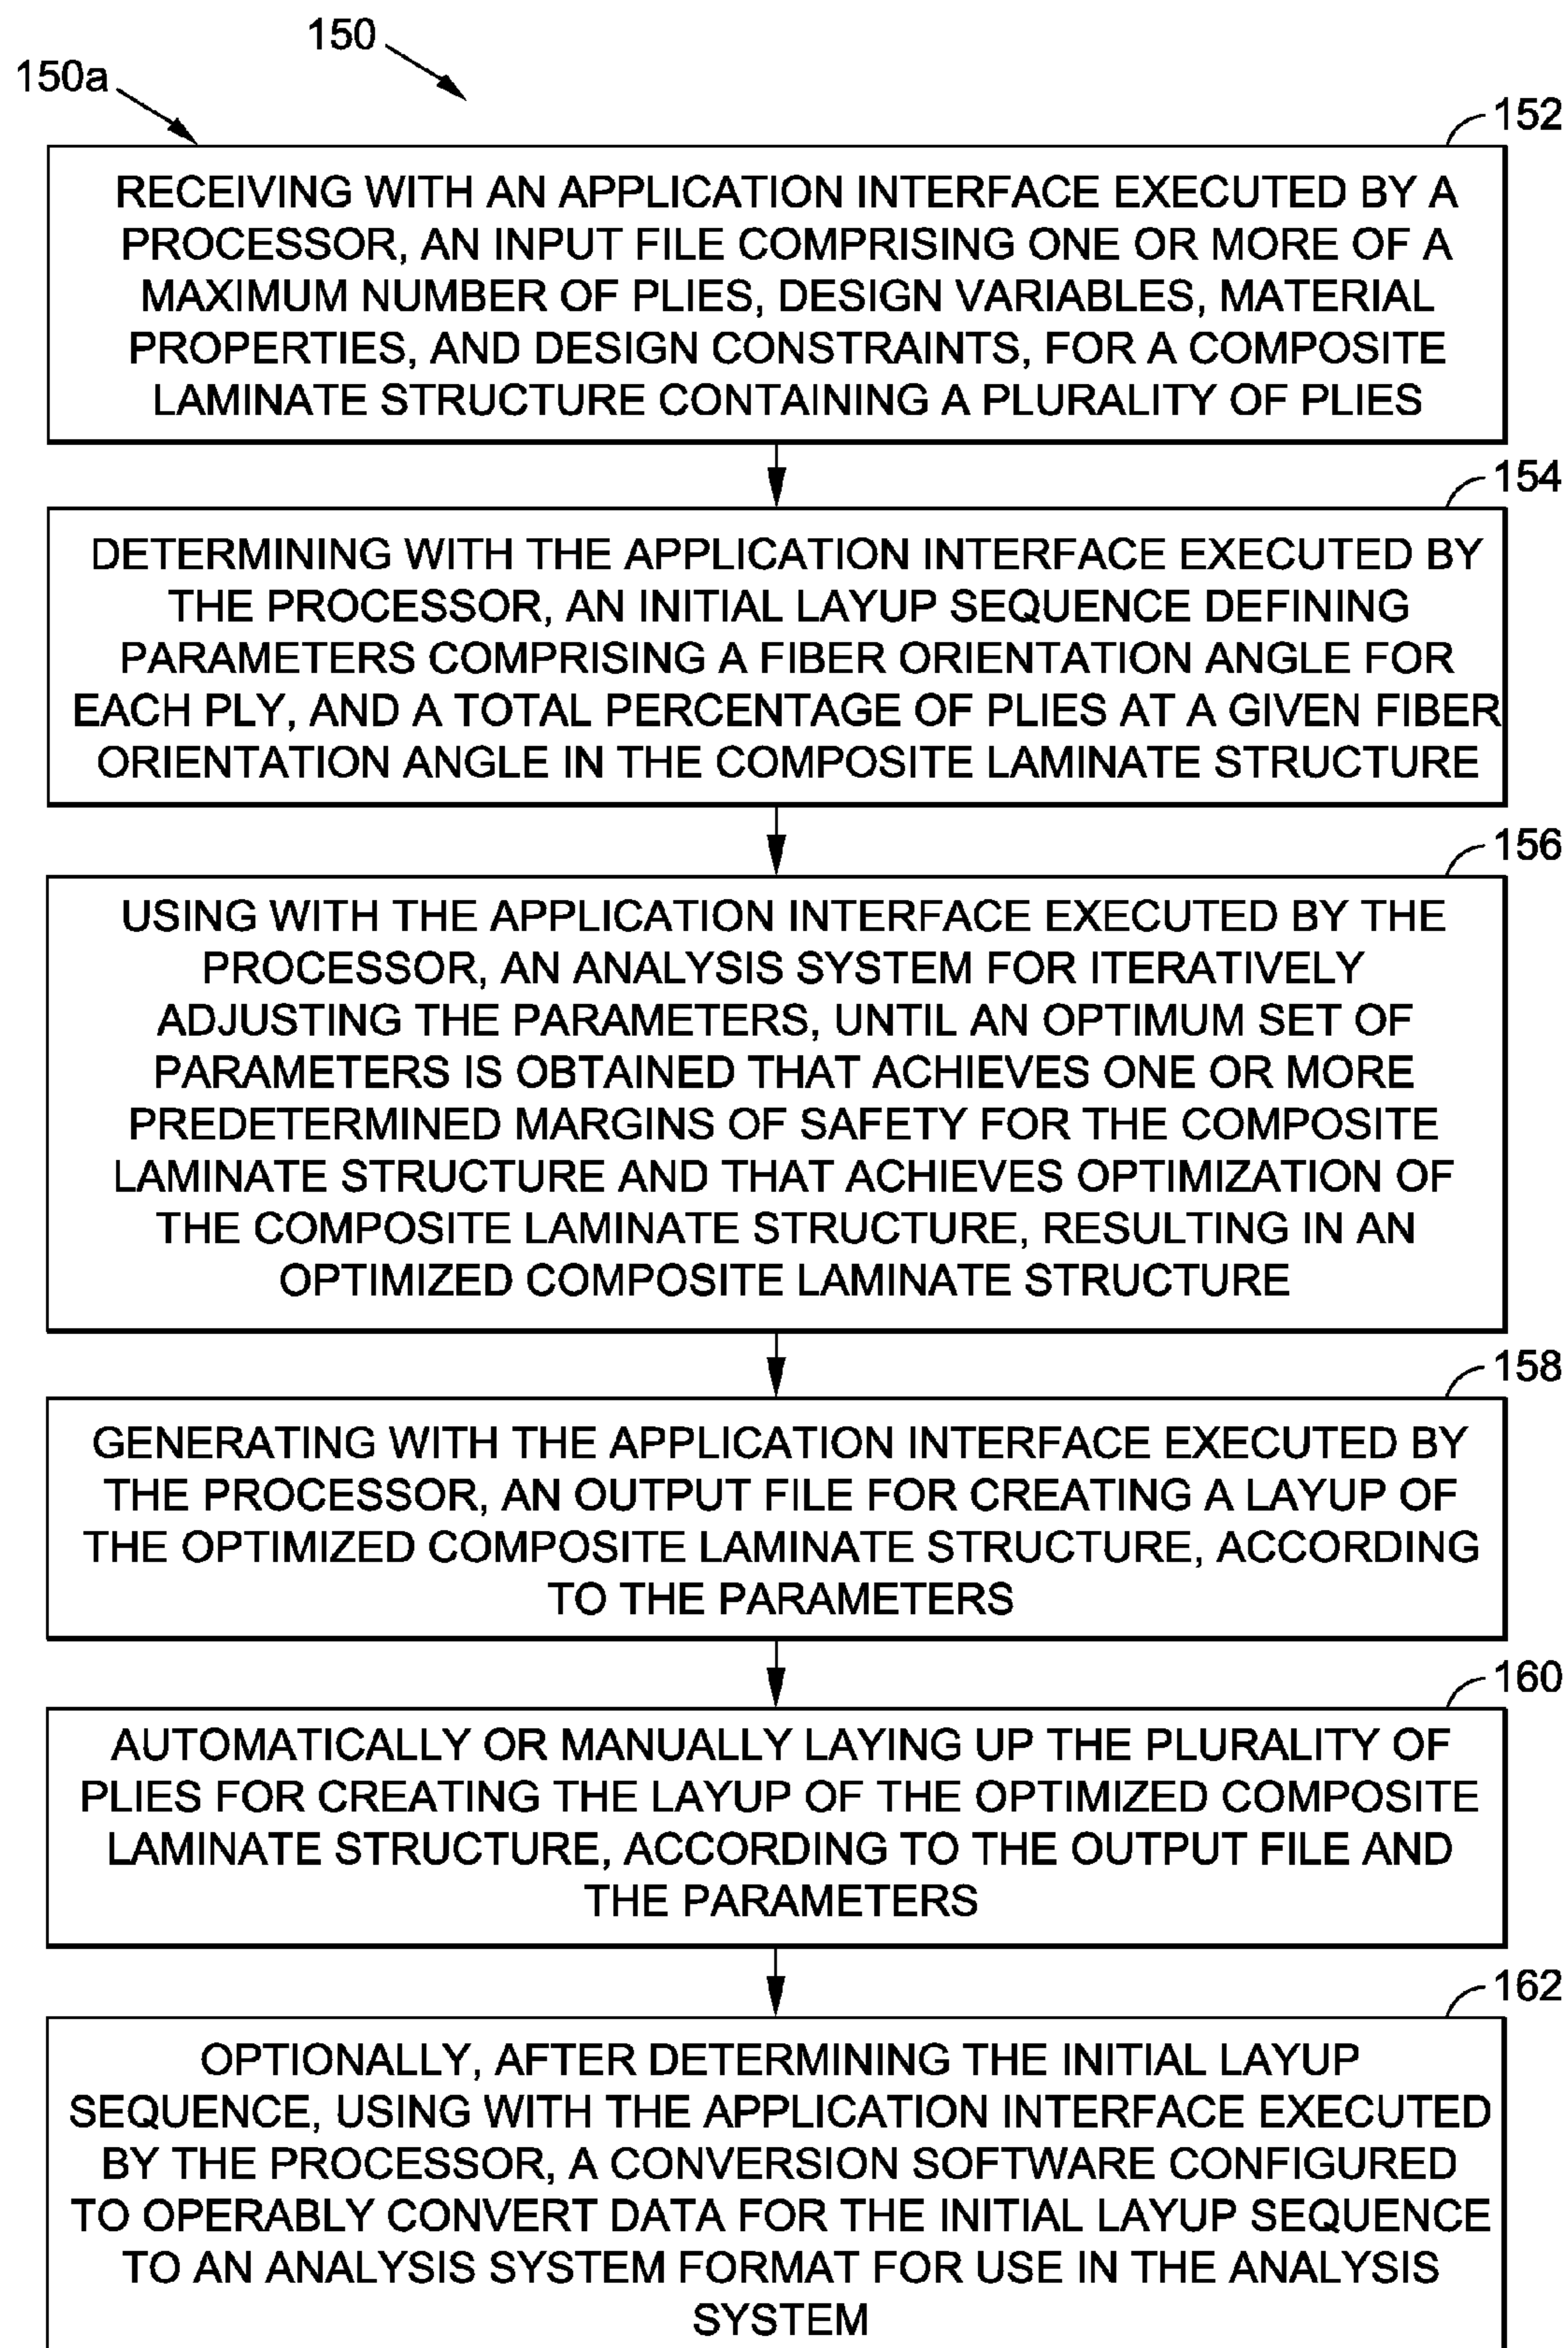 150
150a
152
RECEIVING WITH AN APPLICATION INTERFACE EXECUTED BY A
PROCESSOR, AN INPUT FILE COMPRISING ONE OR MORE OF A
MAXIMUM NUMBER OF PLIES, DESIGN VARIABLES, MATERIAL
PROPERTIES, AND DESIGN CONSTRAINTS, FOR A COMPOSITE
LAMINATE STRUCTURE CONTAINING A PLURALITY OF PLIES
154
DETERMINING WITH THE APPLICATION INTERFACE EXECUTED BY
THE PROCESSOR, AN INITIAL LAYUP SEQUENCE DEFINING
PARAMETERS COMPRISING A FIBER ORIENTATION ANGLE FOR
EACH PLY, AND A TOTAL PERCENTAGE OF PLIES AT A GIVEN FIBER
ORIENTATION ANGLE IN THE COMPOSITE LAMINATE STRUCTURE
156
USING WITH THE APPLICATION INTERFACE EXECUTED BY THE
PROCESSOR, AN ANALYSIS SYSTEM FOR ITERATIVELY
ADJUSTING THE PARAMETERS, UNTIL AN OPTIMUM SET OF
PARAMETERS IS OBTAINED THAT ACHIEVES ONE OR MORE
PREDETERMINED MARGINS OF SAFETY FOR THE COMPOSITE
LAMINATE STRUCTURE AND THAT ACHIEVES OPTIMIZATION OF
THE COMPOSITE LAMINATE STRUCTURE, RESULTING IN AN
OPTIMIZED COMPOSITE LAMINATE STRUCTURE
158
GENERATING WITH THE APPLICATION INTERFACE EXECUTED BY
THE PROCESSOR, AN OUTPUT FILE FOR CREATING A LAYUP OF
THE OPTIMIZED COMPOSITE LAMINATE STRUCTURE, ACCORDING
TO THE PARAMETERS
160
AUTOMATICALLY OR MANUALLY LAYING UP THE PLURALITY OF
PLIES FOR CREATING THE LAYUP OF THE OPTIMIZED COMPOSITE
LAMINATE STRUCTURE, ACCORDING TO THE OUTPUT FILE AND
THE PARAMETERS
162
OPTIONALLY, AFTER DETERMINING THE INITIAL LAYUP
SEQUENCE, USING WITH THE APPLICATION INTERFACE EXECUTED
BY THE PROCESSOR, A CONVERSION SOFTWARE CONFIGURED
TO OPERABLY CONVERT DATA FOR THE INITIAL LAYUP SEQUENCE
TO AN ANALYSIS SYSTEM FORMAT FOR USE IN THE ANALYSIS
SYSTEM